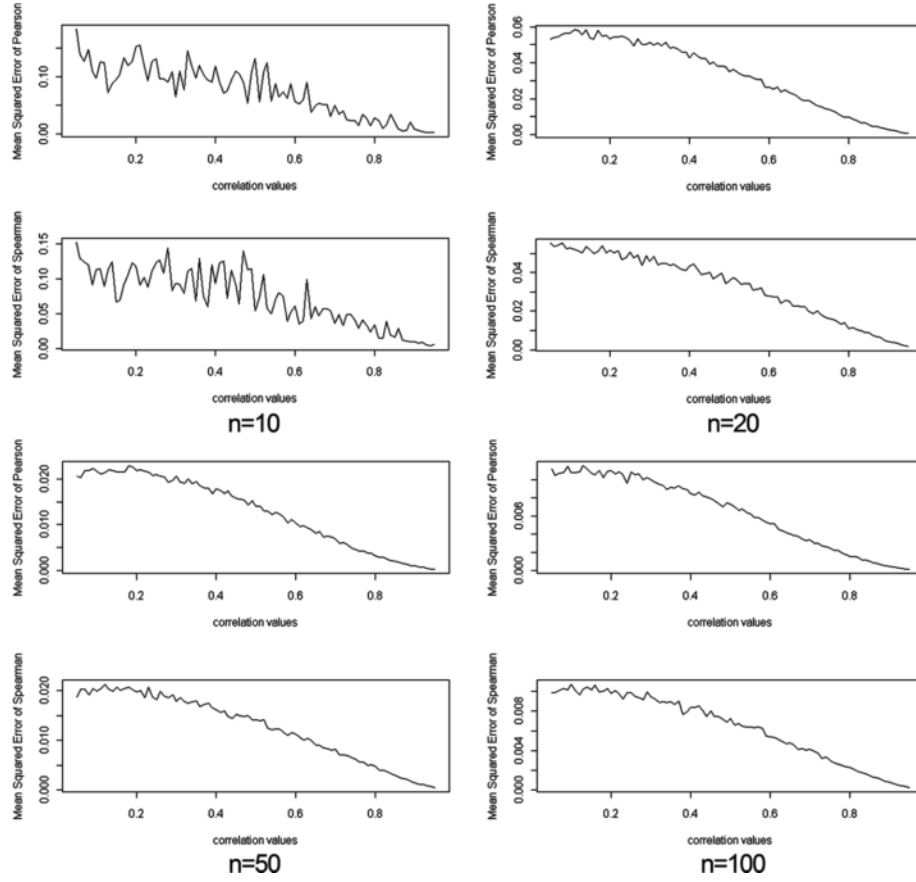 Mean Squared Error of Pearson
0.00 0.10
0.2 0.4 0.6 0.8
correlation values
Mean Squared Error of Pearson
0.00 0.02 0.04 0.06
0.2 0.4 0.6 0.8
correlation values
Mean Squared Error of Spearman
0.00 0.05 0.10 0.15
0.2 0.4 0.6 0.8
correlation values
n=10
Mean Squared Error of Spearman
0.00 0.02 0.04
0.2 0.4 0.6 0.8
correlation values
n=20
Mean Squared Error of Pearson
0.000 0.010 0.020
0.2 0.4 0.6 0.8
correlation values
Mean Squared Error of Pearson
0.000 0.006
0.2 0.4 0.6 0.8
correlation values
Mean Squared Error of Spearman
0.000 0.010 0.020
0.2 0.4 0.6 0.8
correlation values
n=50
Mean Squared Error of Spearman
0.000 0.004 0.008
0.2 0.4 0.6 0.8
correlation values
n=100